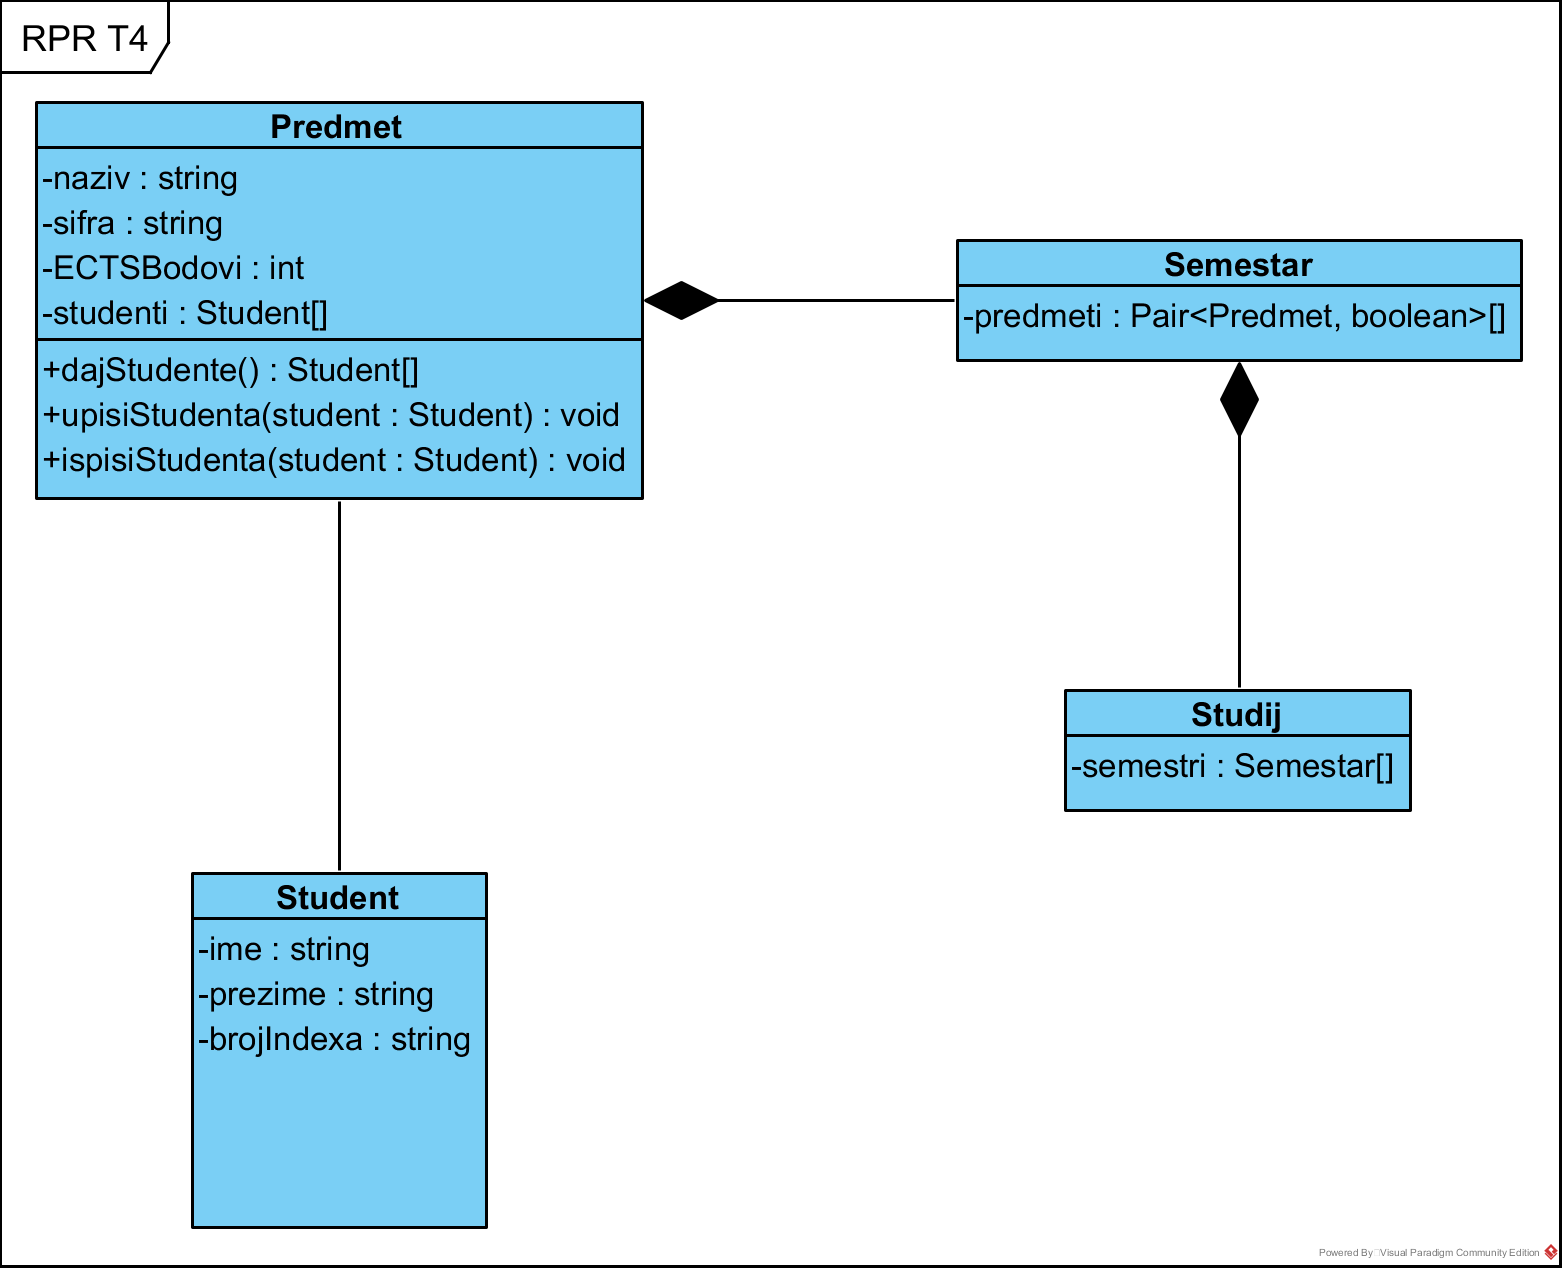 RPR T4
Predmet
-naziv : string
-sifra : string
-ECTSBodovi : int
-studenti : Student[]
+dajStudente() : Student[]
+upisiStudenta(student : Student) : void
+ispisiStudenta(student : Student) : void
Semestar
-predmeti : Pair<Predmet, boolean>[]
Studij
-semestri : Semestar[]
Student
-ime : string
-prezime : string
-brojIndexa : string
Powered By Visual Paradigm Community Edition